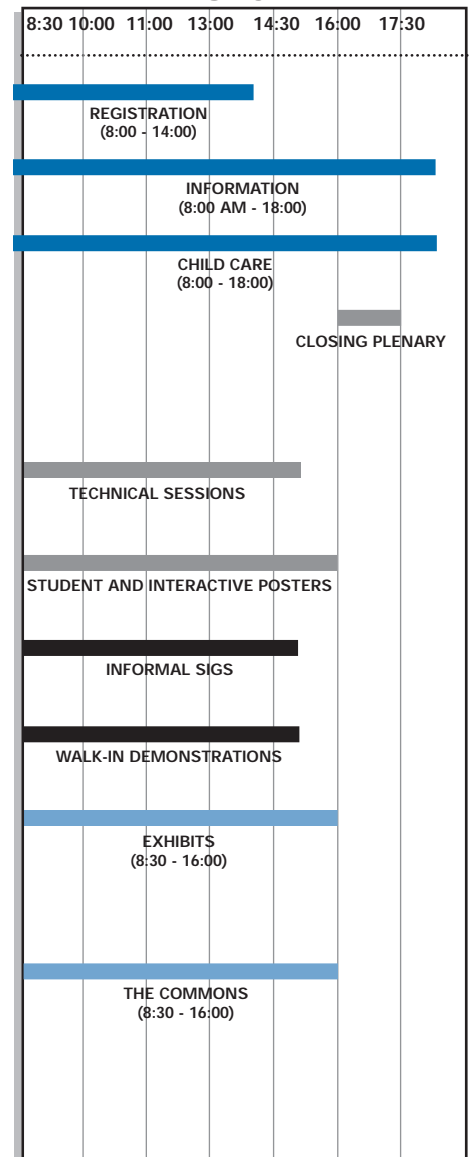 8:30 10:00 11:00 13:00 14:30 16:00 17:30
REGISTRATION
(8:00 - 14:00)
INFORMATION
(8:00 AM - 18:00)
CHILD CARE
(8:00 - 18:00)
CLOSING PLENARY
TECHNICAL SESSIONS
STUDENT AND INTERACTIVE POSTERS
INFORMAL SIGS
WALK-IN DEMONSTRATIONS
EXHIBITS
(8:30 - 16:00)
THE COMMONS
(8:30 - 16:00)